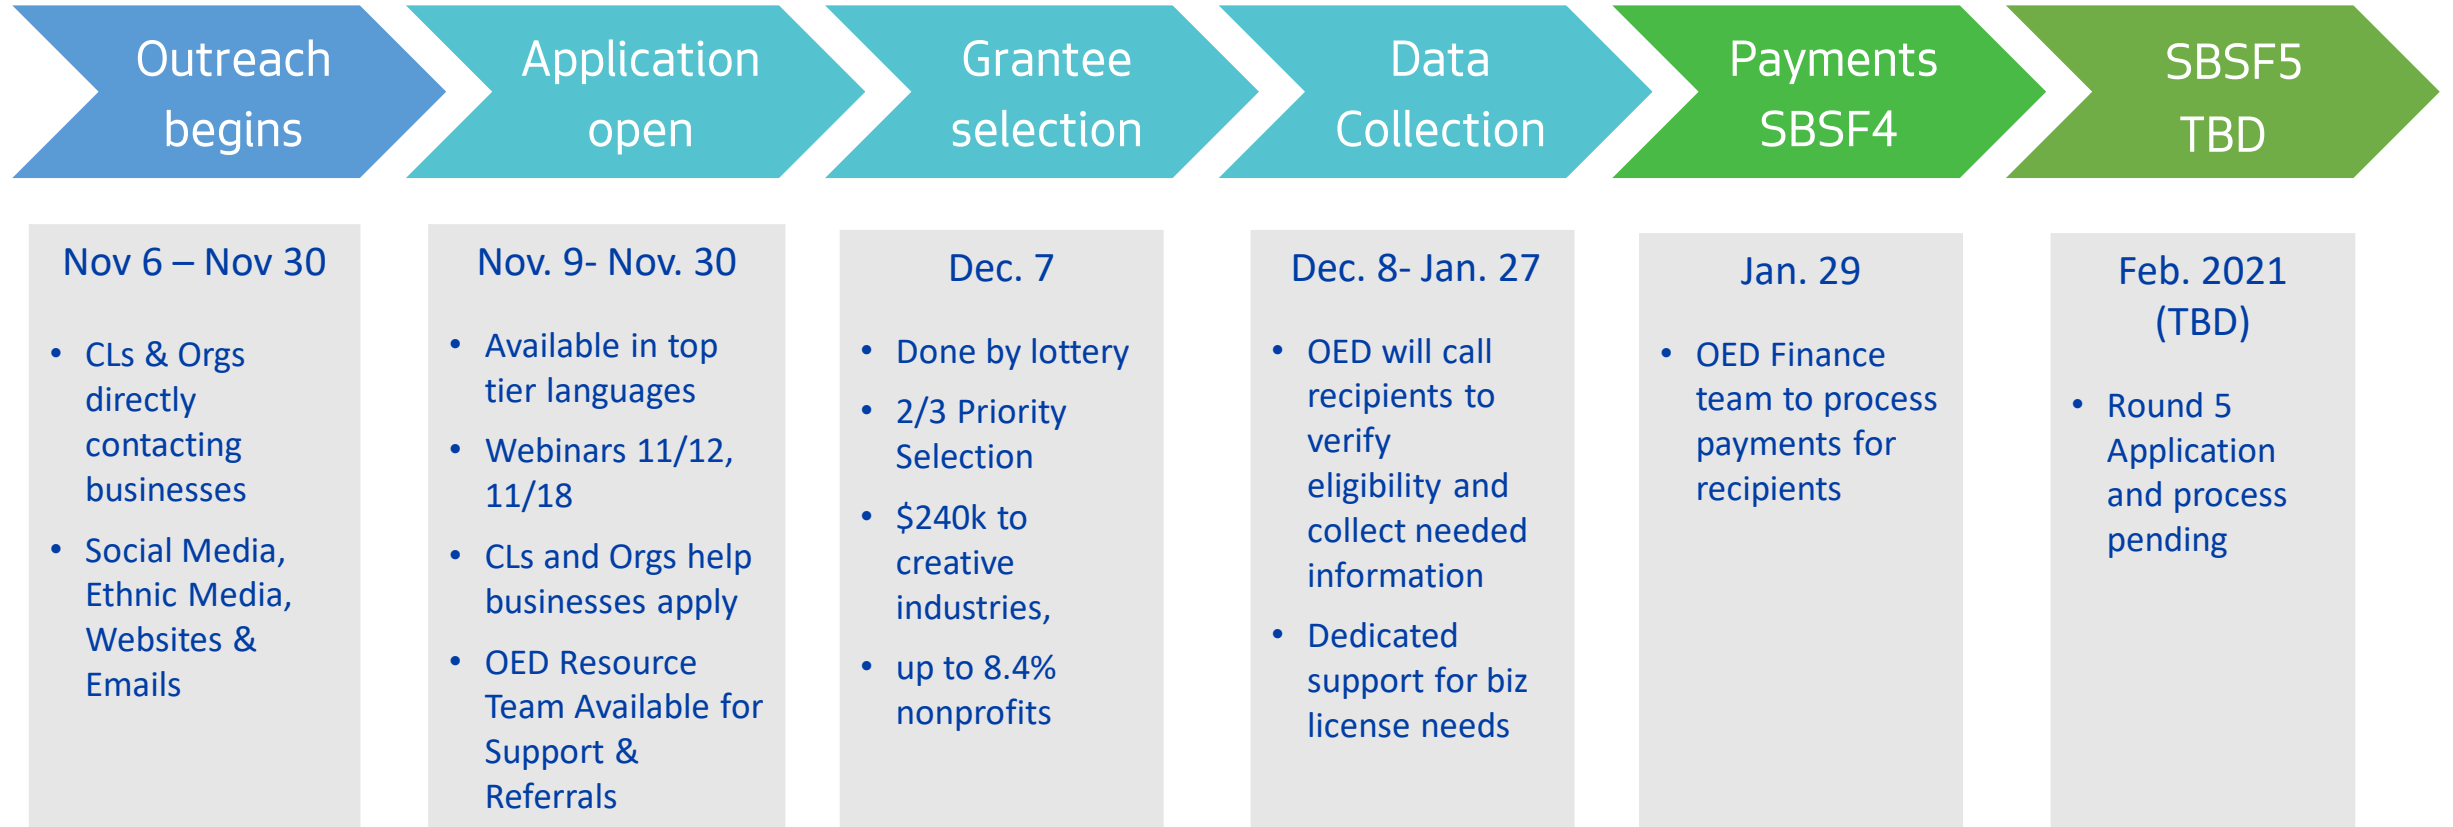 Outreach
begins
Application
open
Grantee
selection
Data
Collection
Payments
SBSF4
SBSF5
TBD
Nov 6 – Nov 30
• CLs & Orgs
directly
contacting
businesses
• Social Media,
Ethnic Media,
Websites &
Emails
Nov. 9- Nov. 30
• Available in top
tier languages
• Webinars 11/12,
11/18
• CLs and Orgs help
businesses apply
• OED Resource
Team Available for
Support &
Referrals
Dec. 7
• Done by lottery
• 2/3 Priority
Selection
• $240k to
creative
industries,
• up to 8.4%
nonprofits
Dec. 8- Jan. 27
• OED will call
recipients to
verify
eligibility and
collect needed
information
• Dedicated
support for biz
license needs
Jan. 29
• OED Finance
team to process
payments for
recipients
Feb. 2021
(TBD)
• Round 5
Application
and process
pending